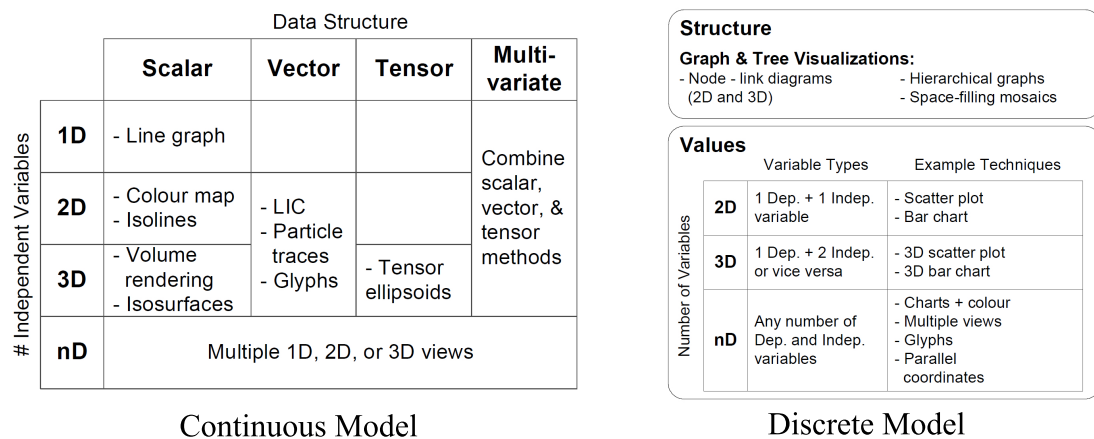 Data Structure
Scalar
Vector
Tensor
Multi-
variate
# Independent Variables
1D
- Line graph
2D
- Colour map
- Isolines
3D
- Volume
rendering
- Isosurfaces
- LIC
- Particle
traces
- Glyphs
- Tensor
ellipsoids
Combine
scalar,
vector, &
tensor
methods
nD
Multiple 1D, 2D, or 3D views
Continuous Model
Structure
Graph & Tree Visualizations:
- Node - link diagrams
(2D and 3D)
- Hierarchical graphs
- Space-filling mosaics
Values
Variable Types
Example Techniques
Number of Variables
2D
1 Dep. + 1 Indep.
variable
- Scatter plot
- Bar chart
3D
1 Dep. + 2 Indep.
or vice versa
- 3D scatter plot
- 3D bar chart
nD
Any number of
Dep. and Indep.
variables
- Charts + colour
- Multiple views
- Glyphs
- Parallel
coordinates
Discrete Model